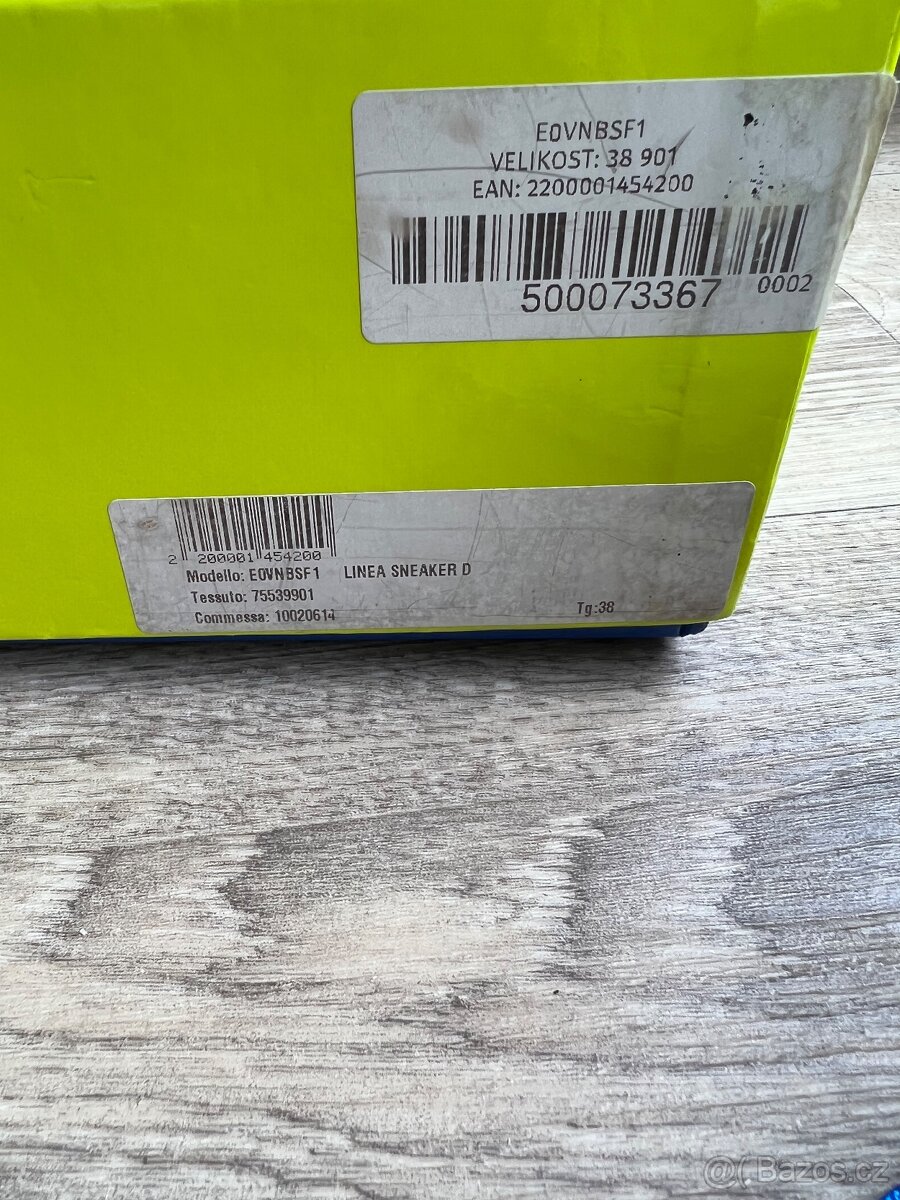 E0VNBSF1
VELIKOST: 38 901
EAN: 2200001454200
500073367 0002
2 200001 454200
Modello: E0VNBSF1 LINEA SNEAKER D
Tessuto: 75539901
Commessa: 10020614
Tg:38
@( Bazos.cz